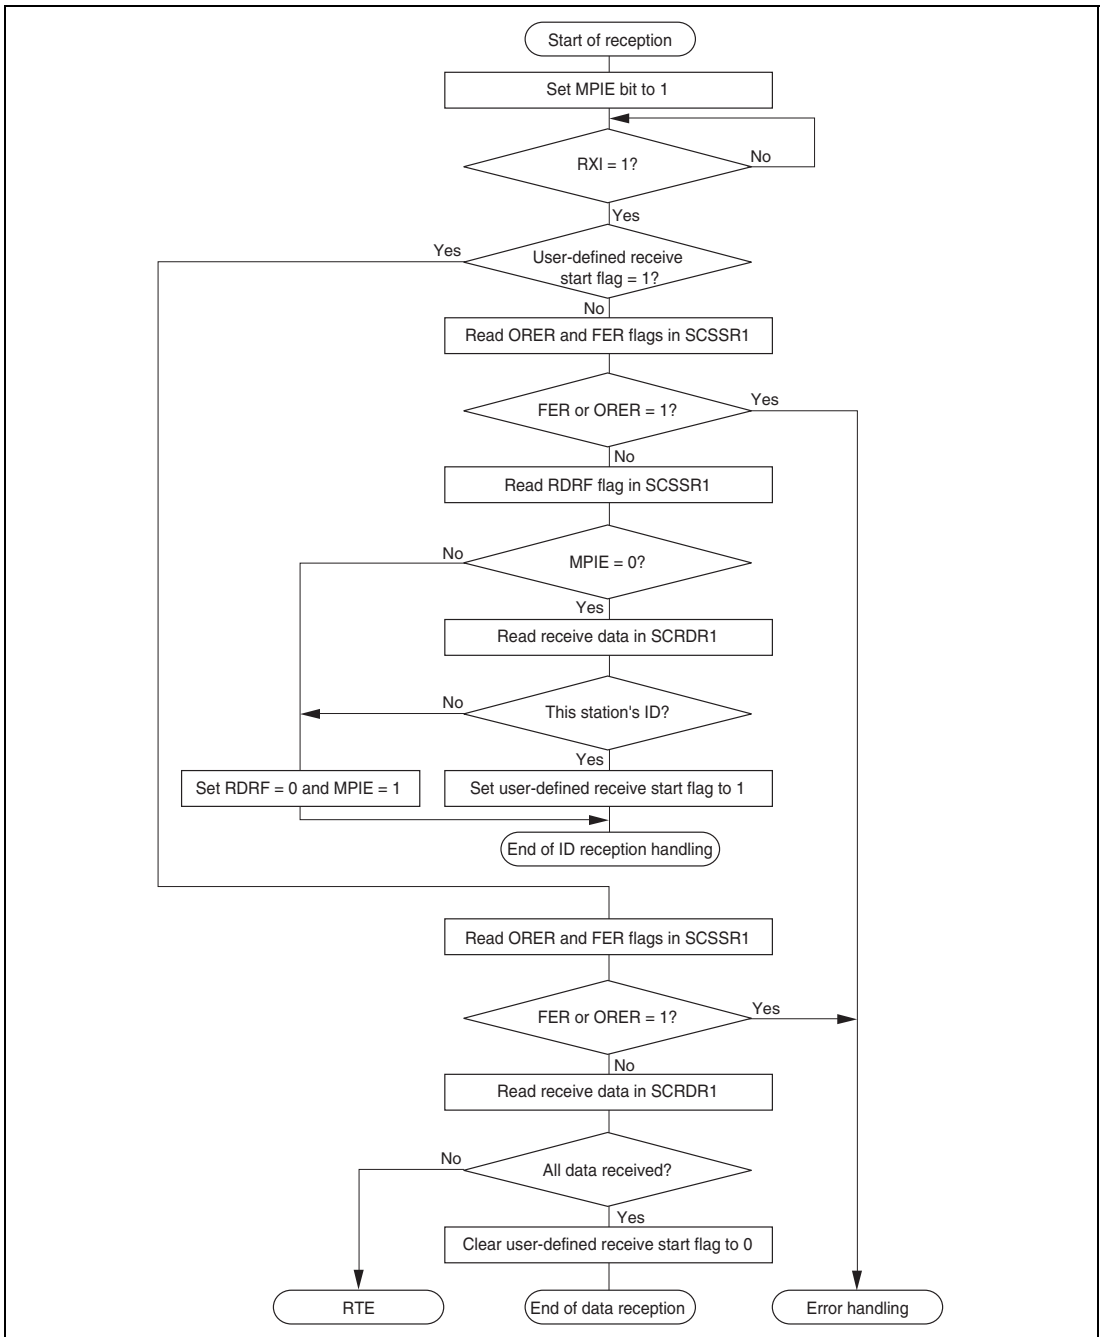 Start of reception
Set MPIE bit to 1
RXI = 1?
No
Yes
Yes
User-defined receive
start flag = 1?
No
Read ORER and FER flags in SCSSR1
FER or ORER = 1?
Yes
No
Read RDRF flag in SCSSR1
No
MPIE = 0?
Yes
Read receive data in SCRDR1
No
This station's ID?
Yes
Set RDRF = 0 and MPIE = 1
Set user-defined receive start flag to 1
End of ID reception handling
Read ORER and FER flags in SCSSR1
FER or ORER = 1?
Yes
No
Read receive data in SCRDR1
No
All data received?
Yes
Clear user-defined receive start flag to 0
RTE
End of data reception
Error handling